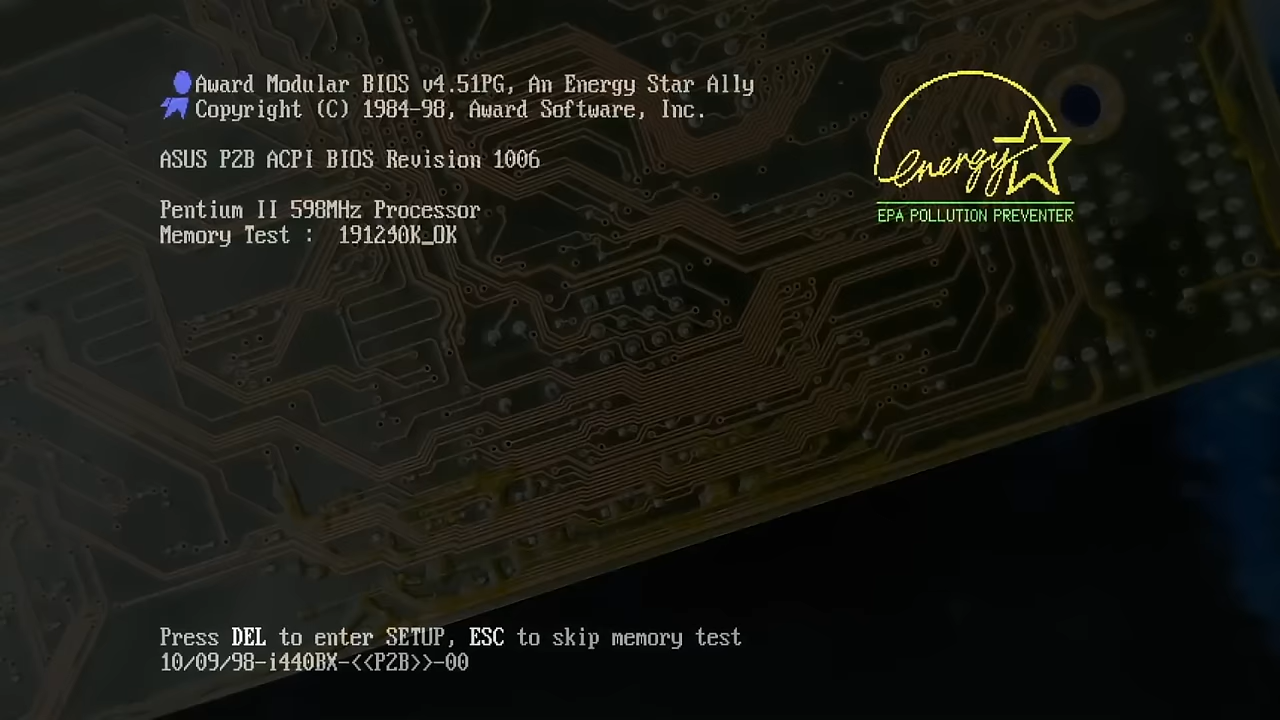 Award Modular BIOS v4.51PG, An Energy Star Ally
Copyright (C) 1984-98, Award Software, Inc.
energy
EPA POLLUTION PREVENTER
ASUS P2B ACPI BIOS Revision 1006
Pentium II 598MHz Processor
Memory Test : OK
Press DEL to enter SETUP, ESC to skip memory test
10/09/98-i440BX-<<P2B>>-00